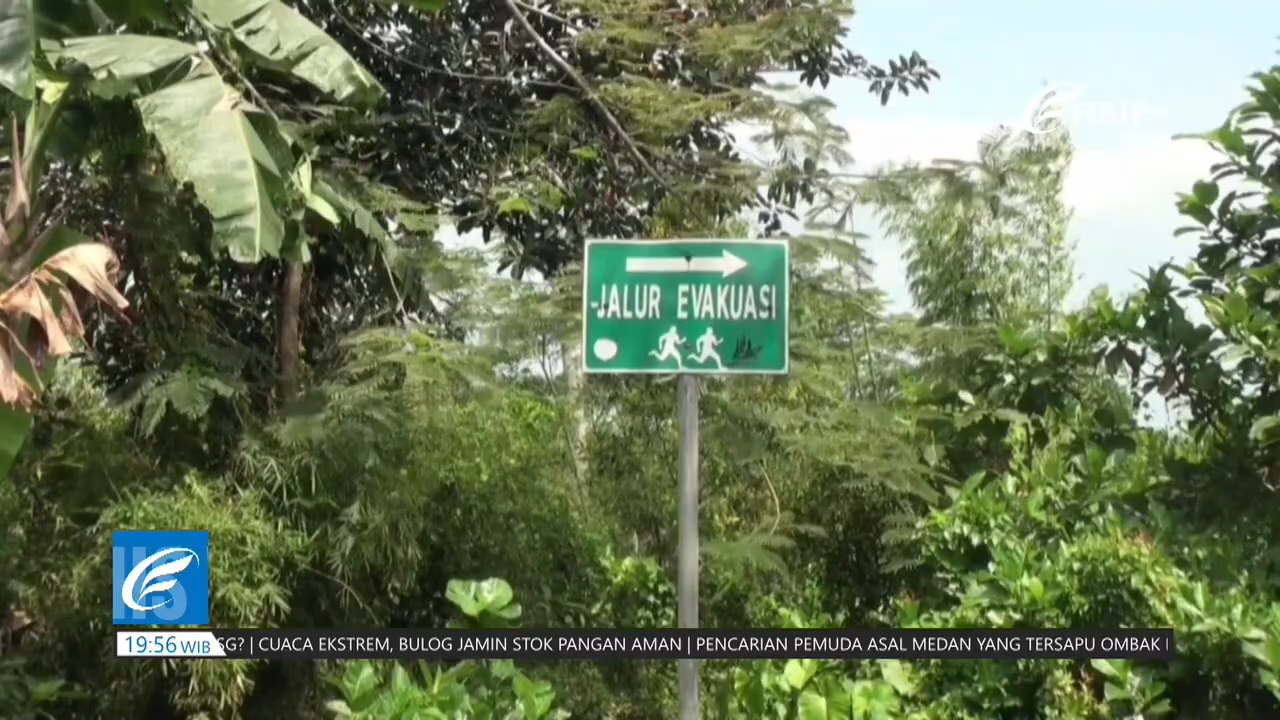 JALUR EVAKUASI
19:56 WIB
SG? | CUACA EKSTREM, BULOG JAMIN STOK PANGAN AMAN | PENCARIAN PEMUDA ASAL MEDAN YANG TERSAPU OMBAK